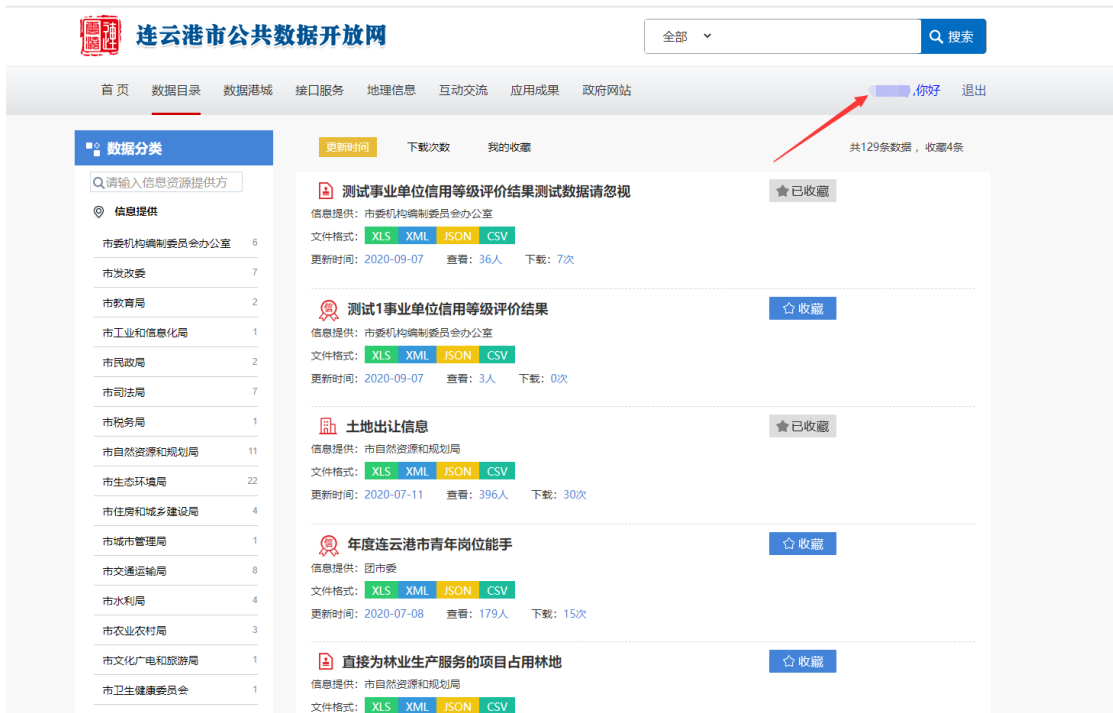 连云港市公共数据开放网
全部 搜索
首页 数据目录 数据港城 接口服务 地理信息 互动交流 应用成果 政府网站 ,你好 退出
数据分类
请输入信息资源提供方
信息提供
市委机构编制委员会办公室 6
市发改委 7
市教育局 2
市工业和信息化局 1
市民政局 2
市司法局 7
市税务局 1
市自然资源和规划局 11
市生态环境局 22
市住房和城乡建设局 4
市城市管理局 1
市交通运输局 8
市水利局 4
市农业农村局 3
市文化广电和旅游局 1
市卫生健康委员会 1
更新时间 下载次数 我的收藏 共129条数据 ，收藏4条
测试事业单位信用等级评价结果测试数据请忽视 已收藏
信息提供：市委机构编制委员会办公室
文件格式： XLS XML JSON CSV
更新时间：2020-09-07 查看：36人 下载：7次
信 测试1事业单位信用等级评价结果 收藏
信息提供：市委机构编制委员会办公室
文件格式： XLS XML JSON CSV
更新时间：2020-09-07 查看：3人 下载：0次
土地出让信息 已收藏
信息提供：市自然资源和规划局
文件格式： XLS XML JSON CSV
更新时间：2020-07-11 查看：396人 下载：30次
信 年度连云港市青年岗位能手 收藏
信息提供：团市委
文件格式： XLS XML JSON CSV
更新时间：2020-07-08 查看：179人 下载：15次
直接为林业生产服务的项目占用林地 收藏
信息提供：市自然资源和规划局
文件格式： XLS XML JSON CSV